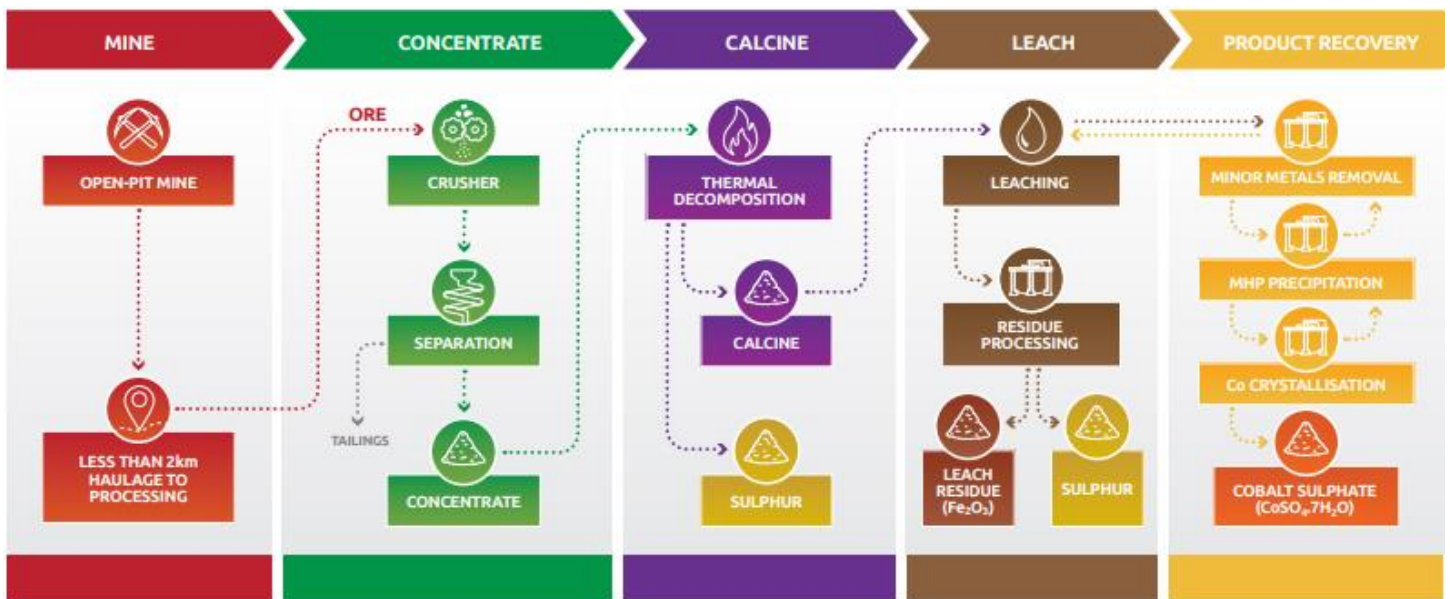 MINE
CONCENTRATE
CALCINE
LEACH
PRODUCT RECOVERY
OPEN-PIT MINE
LESS THAN 2km
HAULAGE TO
PROCESSING
ORE
CRUSHER
SEPARATION
TAILINGS
CONCENTRATE
THERMAL
DECOMPOSITION
CALCINE
SULPHUR
LEACHING
RESIDUE
PROCESSING
LEACH
RESIDUE
(Fe₂O₃)
SULPHUR
MINOR METALS REMOVAL
MHP PRECIPITATION
Co CRYSTALLISATION
COBALT SULPHATE
(CoSO₄.7H₂O)